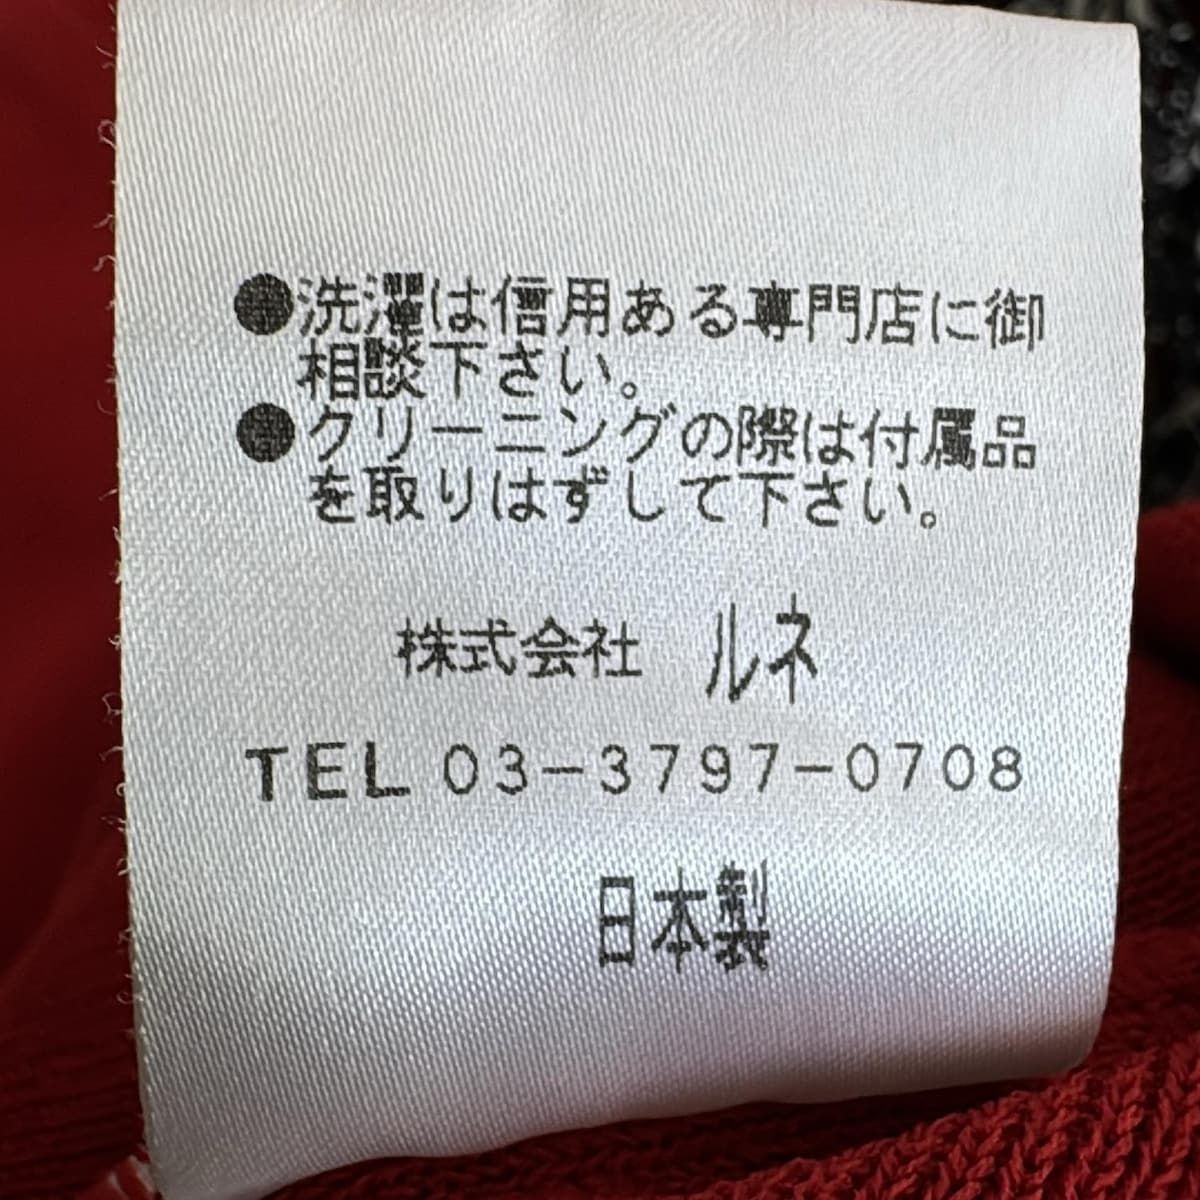 ●洗濯は信用ある専門店に御
相談下さい。
●クリーニングの際は付属品
を取りはずして下さい。
株式会社 ルネ
TEL 03-3797-0708
日本製